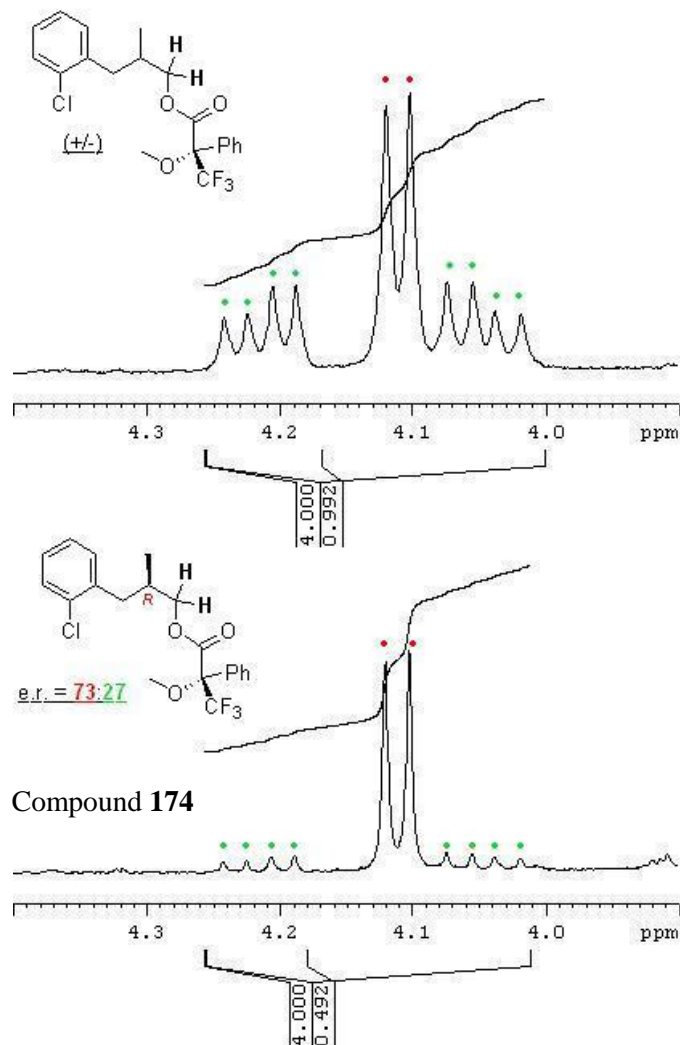 H
H
Cl
O
O
(+/-)
Ph
O
CF3
4.3 4.2 4.1 4.0 ppm
4.000
0.992
H
R
H
Cl
O
O
Ph
e.r. = 73:27
O
CF3
Compound 174
4.3 4.2 4.1 4.0 ppm
4.000
0.492